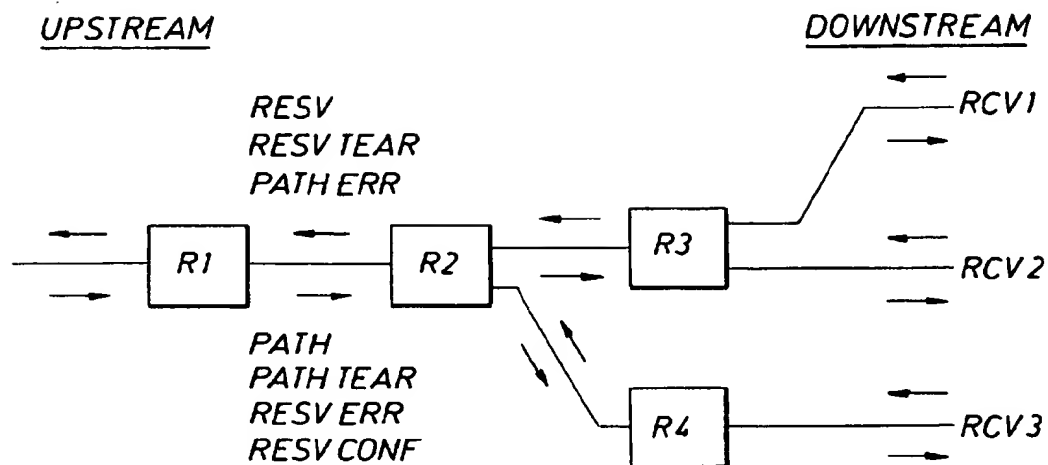 UPSTREAM
DOWNSTREAM
RESV
RESV TEAR
PATH ERR
RCV1
R1
R2
R3
RCV2
PATH
PATH TEAR
RESV ERR
RESV CONF
R4
RCV3